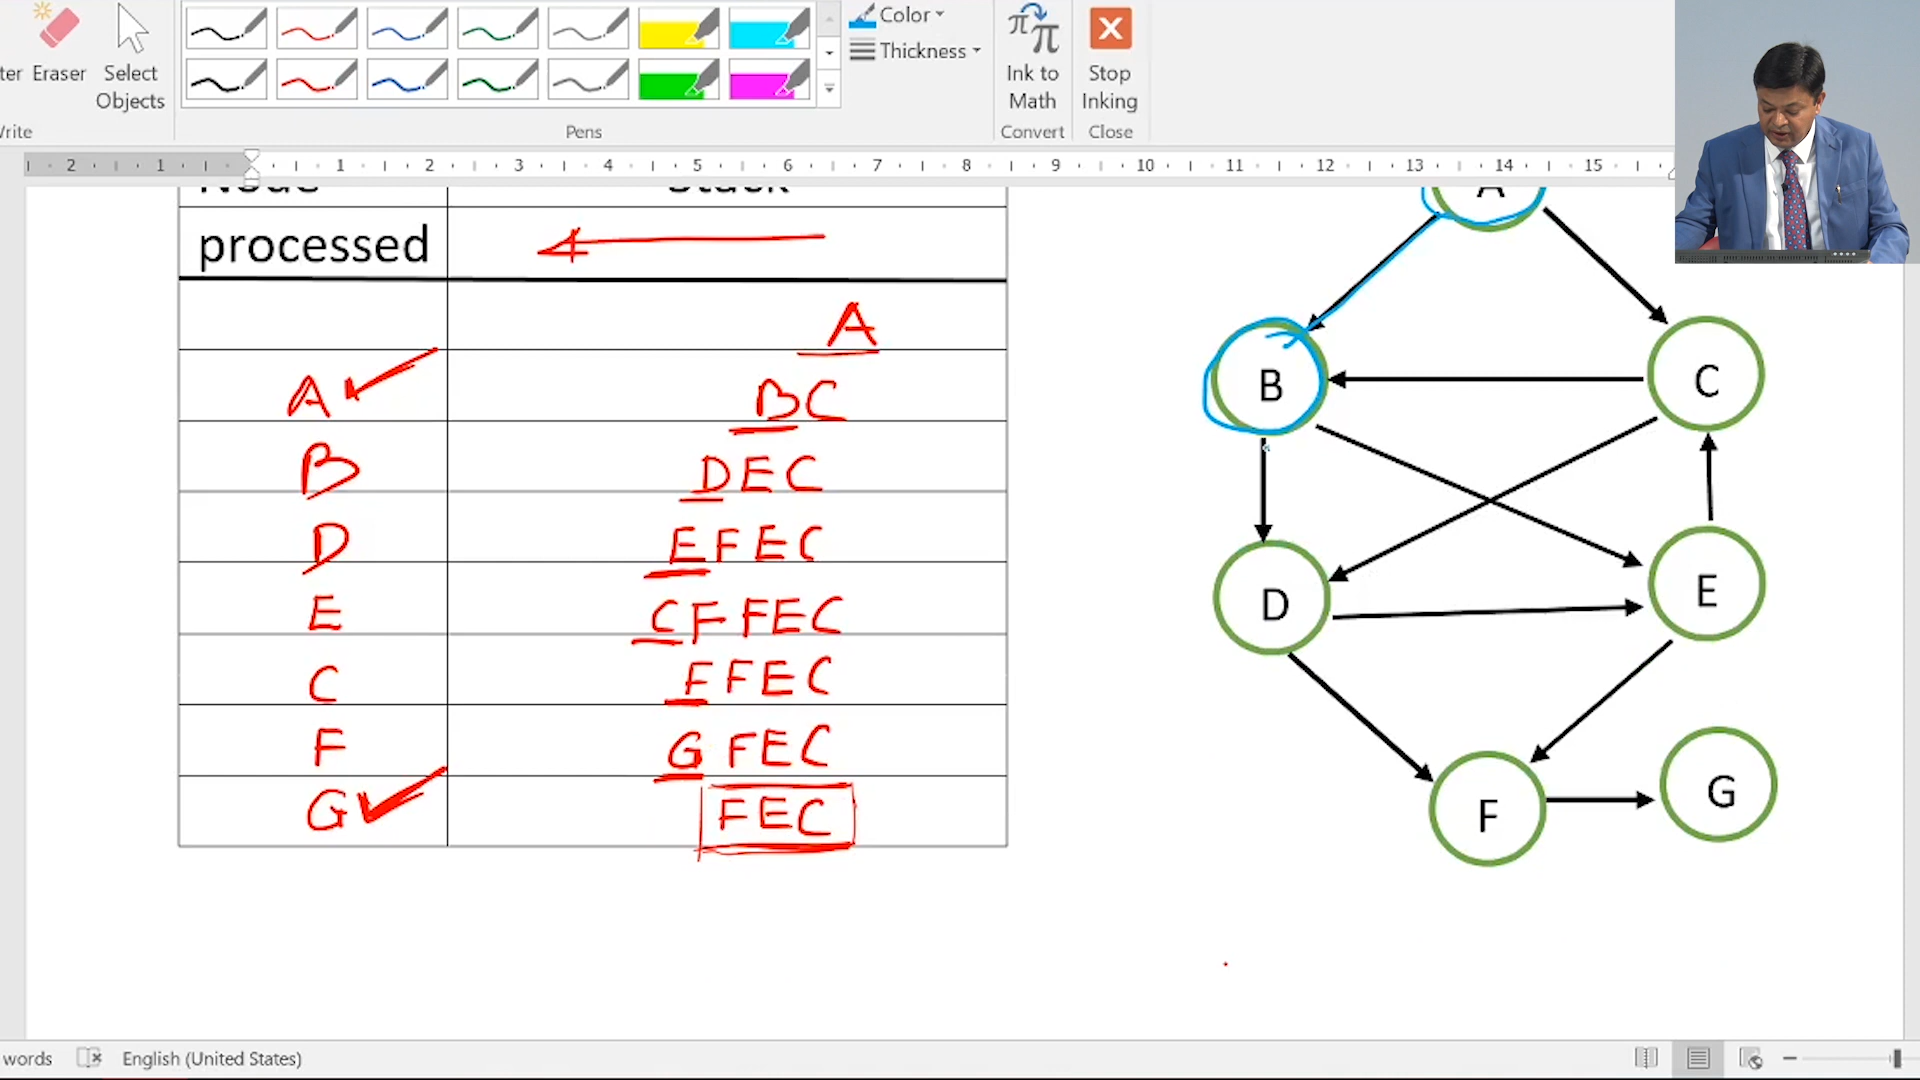 Color
Thickness
Eraser
Select
Objects
Ink to
Math
Stop
Inking
Pens
Convert
Close
2 1 1 2 3 4 5 6 7 8 9 10 11 12 13 14 15
Node Stack
processed
A
A BC
B DEC
D EFEC
E CFFEC
C FFEC
F GFEC
G FEC
A
B C
D E
F G
words English (United States)